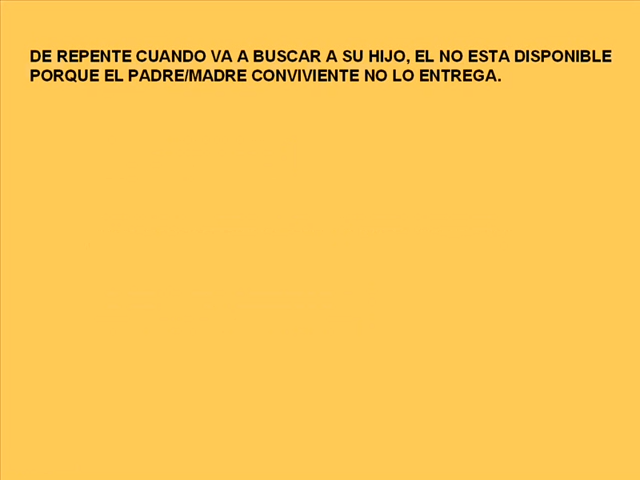 DE REPENTE CUANDO VA A BUSCAR A SU HIJO, EL NO ESTA DISPONIBLE
PORQUE EL PADRE/MADRE CONVIVIENTE NO LO ENTREGA.